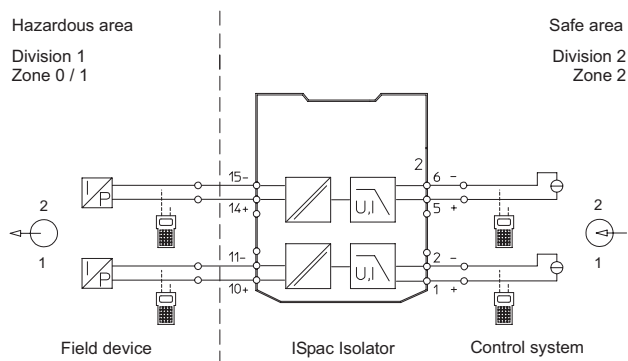 Hazardous area
Safe area
Division 1
Zone 0 / 1
Division 2
Zone 2
2
15-
6 -
I
P
2
14+
U,I
5 +
2
1
1
11-
2 -
I
P
10+
U,I
1 +
Field device
ISpac Isolator
Control system